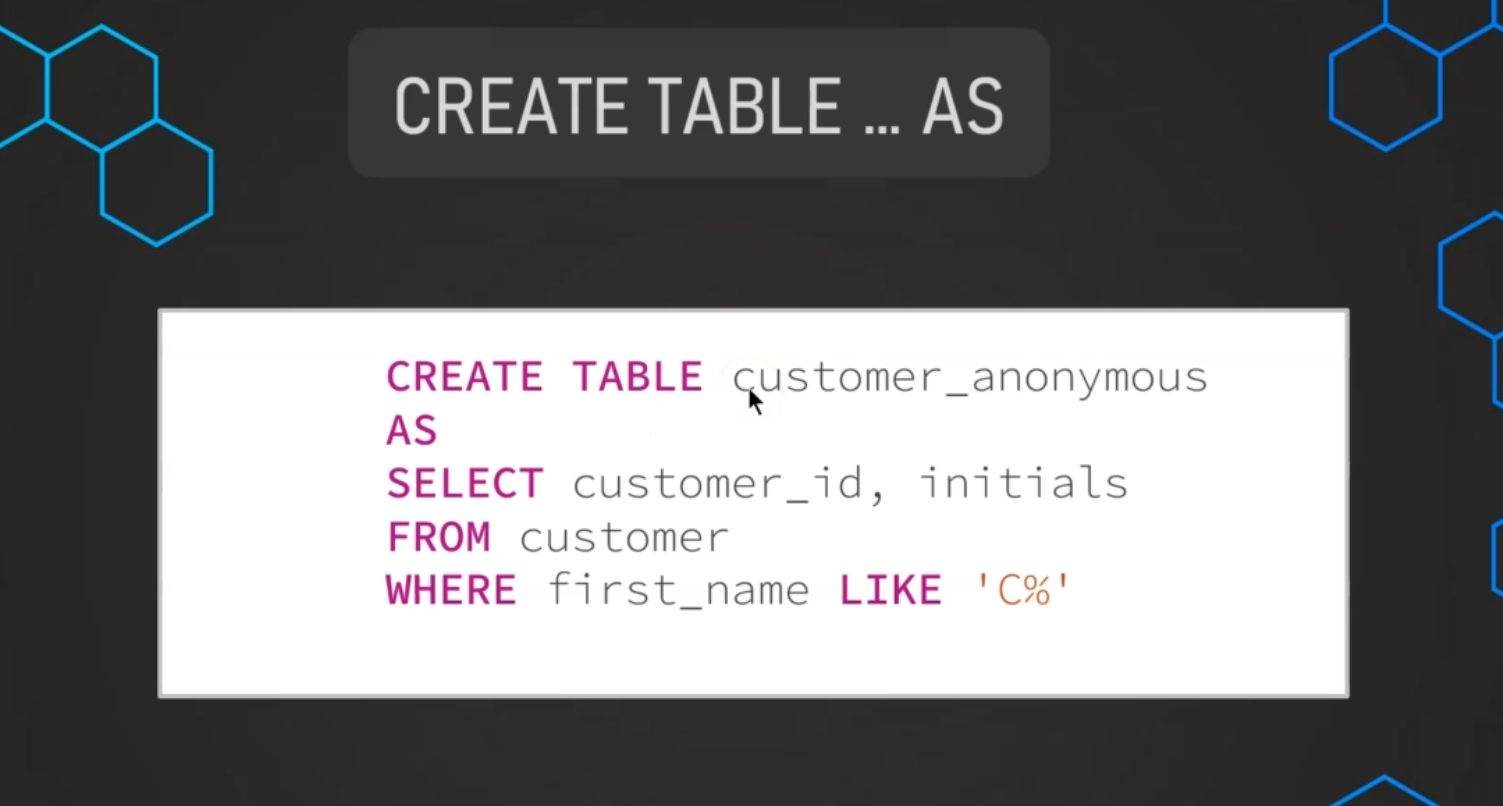 CREATE TABLE ... AS
CREATE TABLE customer_anonymous
AS
SELECT customer_id, initials
FROM customer
WHERE first_name LIKE 'C%'